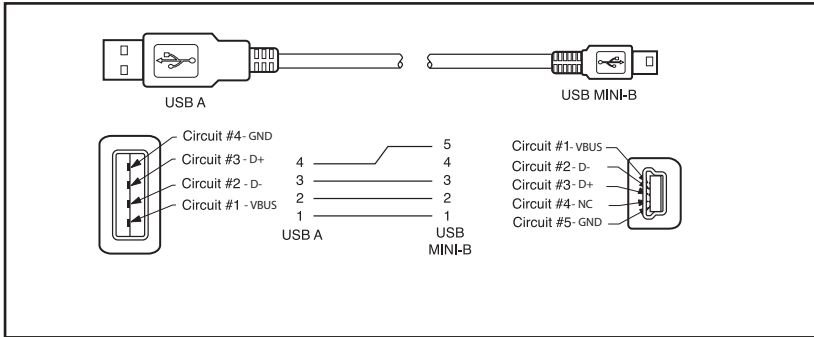 USB A
USB MINI-B
Circuit #4- GND
Circuit #3 - D+
Circuit #2 - D-
Circuit #1 - VBUS
4
3
2
1
USB A
5
4
3
2
1
USB
MINI-B
Circuit #1- VBUS
Circuit #2 - D-
Circuit #3 - D+
Circuit #4 - NC
Circuit #5- GND